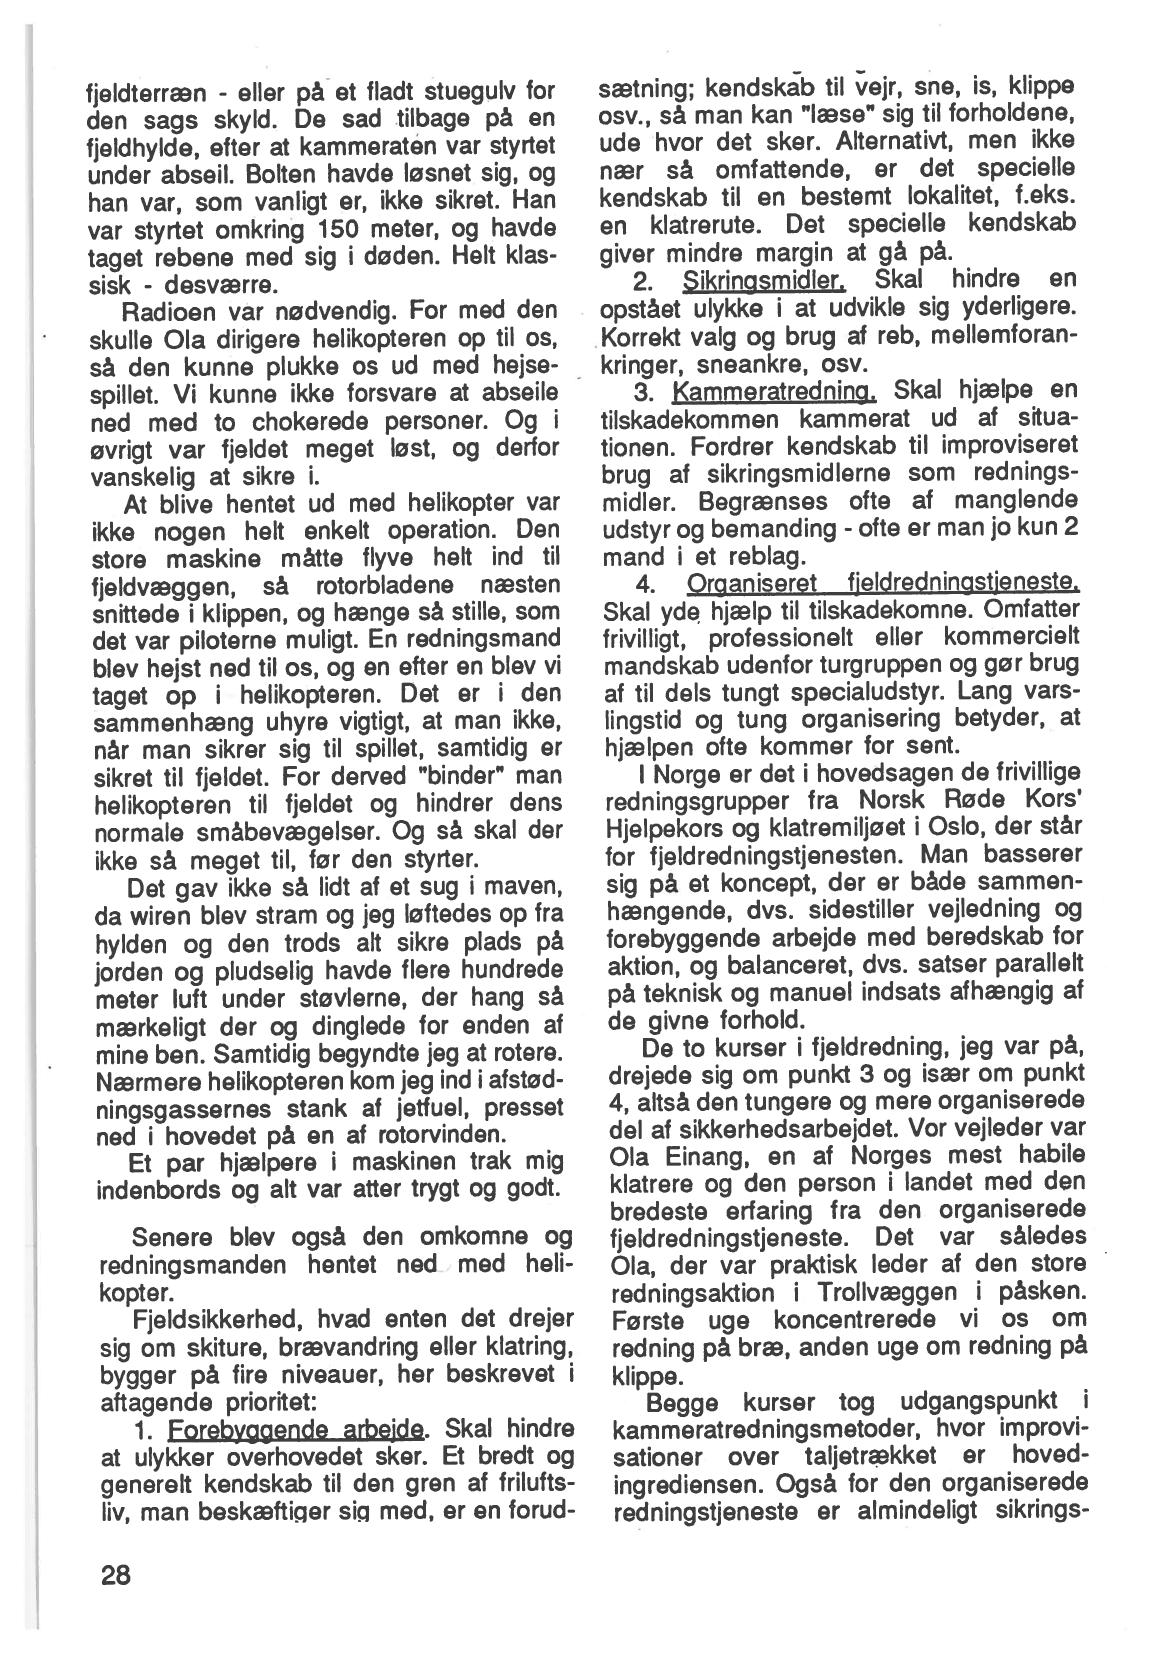 fjeldterræn - eller på et fladt stuegulv for
den sags skyld. De sad tilbage på en
fjeldhylde, efter at kammeraten var styrtet
under abseil. Bolten havde løsnet sig, og
han var, som vanligt er, ikke sikret. Han
var styrtet omkring 150 meter, og havde
taget rebene med sig i døden. Helt klas-
sisk - desværre.
Radioen var nødvendig. For med den
skulle Ola dirigere helikopteren op til os,
så den kunne plukke os ud med hejse-
spillet. Vi kunne ikke forsvare at abseile
ned med to chokerede personer. Og i
øvrigt var fjeldet meget løst, og derfor
vanskelig at sikre i.
At blive hentet ud med helikopter var
ikke nogen helt enkelt operation. Den
store maskine måtte flyve helt ind til
fjeldvæggen, så rotorbladene næsten
snittede i klippen, og hænge så stille, som
det var piloterne muligt. En redningsmand
blev hejst ned til os, og en efter en blev vi
taget op i helikopteren. Det er i den
sammenhæng uhyre vigtigt, at man ikke,
når man sikrer sig til spillet, samtidig er
sikret til fjeldet. For derved "binder" man
helikopteren til fjeldet og hindrer dens
normale småbevægelser. Og så skal der
ikke så meget til, før den styrter.
Det gav ikke så lidt af et sug i maven,
da wiren blev stram og jeg løftedes op fra
hylden og den trods alt sikre plads på
jorden og pludselig havde flere hundrede
meter luft under støvlerne, der hang så
mærkeligt der og dinglede for enden af
mine ben. Samtidig begyndte jeg at rotere.
Nærmere helikopteren kom jeg ind i afstød-
ningsgassernes stank af jetfuel, presset
ned i hovedet på en af rotorvinden.
Et par hjælpere i maskinen trak mig
indenbords og alt var atter trygt og godt.
Senere blev også den omkomne og
redningsmanden hentet ned med heli-
kopter.
Fjeldsikkerhed, hvad enten det drejer
sig om skiture, brævandring eller klatring,
bygger på fire niveauer, her beskrevet i
aftagende prioritet:
1. Forebyggende arbejde. Skal hindre
at ulykker overhovedet sker. Et bredt og
generelt kendskab til den gren af frilufts-
liv, man beskæftiger sig med, er en forud-
sætning; kendskab til vejr, sne, is, klippe
osv., så man kan "læse" sig til forholdene,
ude hvor det sker. Alternativt, men ikke
nær så omfattende, er det specielle
kendskab til en bestemt lokalitet, f.eks.
en klatrerute. Det specielle kendskab
giver mindre margin at gå på.
2. Sikringsmidler. Skal hindre en
opstået ulykke i at udvikle sig yderligere.
Korrekt valg og brug af reb, mellemforan-
kringer, sneankre, osv.
3. Kammeratredning. Skal hjælpe en
tilskadekommen kammerat ud af situa-
tionen. Fordrer kendskab til improviseret
brug af sikringsmidlerne som rednings-
midler. Begrænses ofte af manglende
udstyr og bemanding - ofte er man jo kun 2
mand i et reblag.
4. Organiseret fjeldredningstjeneste.
Skal yde hjælp til tilskadekomne. Omfatter
frivilligt, professionelt eller kommercielt
mandskab udenfor turgruppen og gør brug
af til dels tungt specialudstyr. Lang vars-
lingstid og tung organisering betyder, at
hjælpen ofte kommer for sent.
I Norge er det i hovedsagen de frivillige
redningsgrupper fra Norsk Røde Kors'
Hjelpekors og klatremiljøet i Oslo, der står
for fjeldredningstjenesten. Man basserer
sig på et koncept, der er både sammen-
hængende, dvs. sidestiller vejledning og
forebyggende arbejde med beredskab for
aktion, og balanceret, dvs. satser parallelt
på teknisk og manuel indsats afhængig af
de givne forhold.
De to kurser i fjeldredning, jeg var på,
drejede sig om punkt 3 og især om punkt
4, altså den tungere og mere organiserede
del af sikkerhedsarbejdet. Vor vejleder var
Ola Einang, en af Norges mest habile
klatrere og den person i landet med den
bredeste erfaring fra den organiserede
fjeldredningstjeneste. Det var således
Ola, der var praktisk leder af den store
redningsaktion i Trollvæggen i påsken.
Første uge koncentrerede vi os om
redning på bræ, anden uge om redning på
klippe.
Begge kurser tog udgangspunkt i
kammeratredningsmetoder, hvor improvi-
sationer over taljetrækket er hoved-
ingrediensen. Også for den organiserede
redningstjeneste er almindeligt sikrings-
28